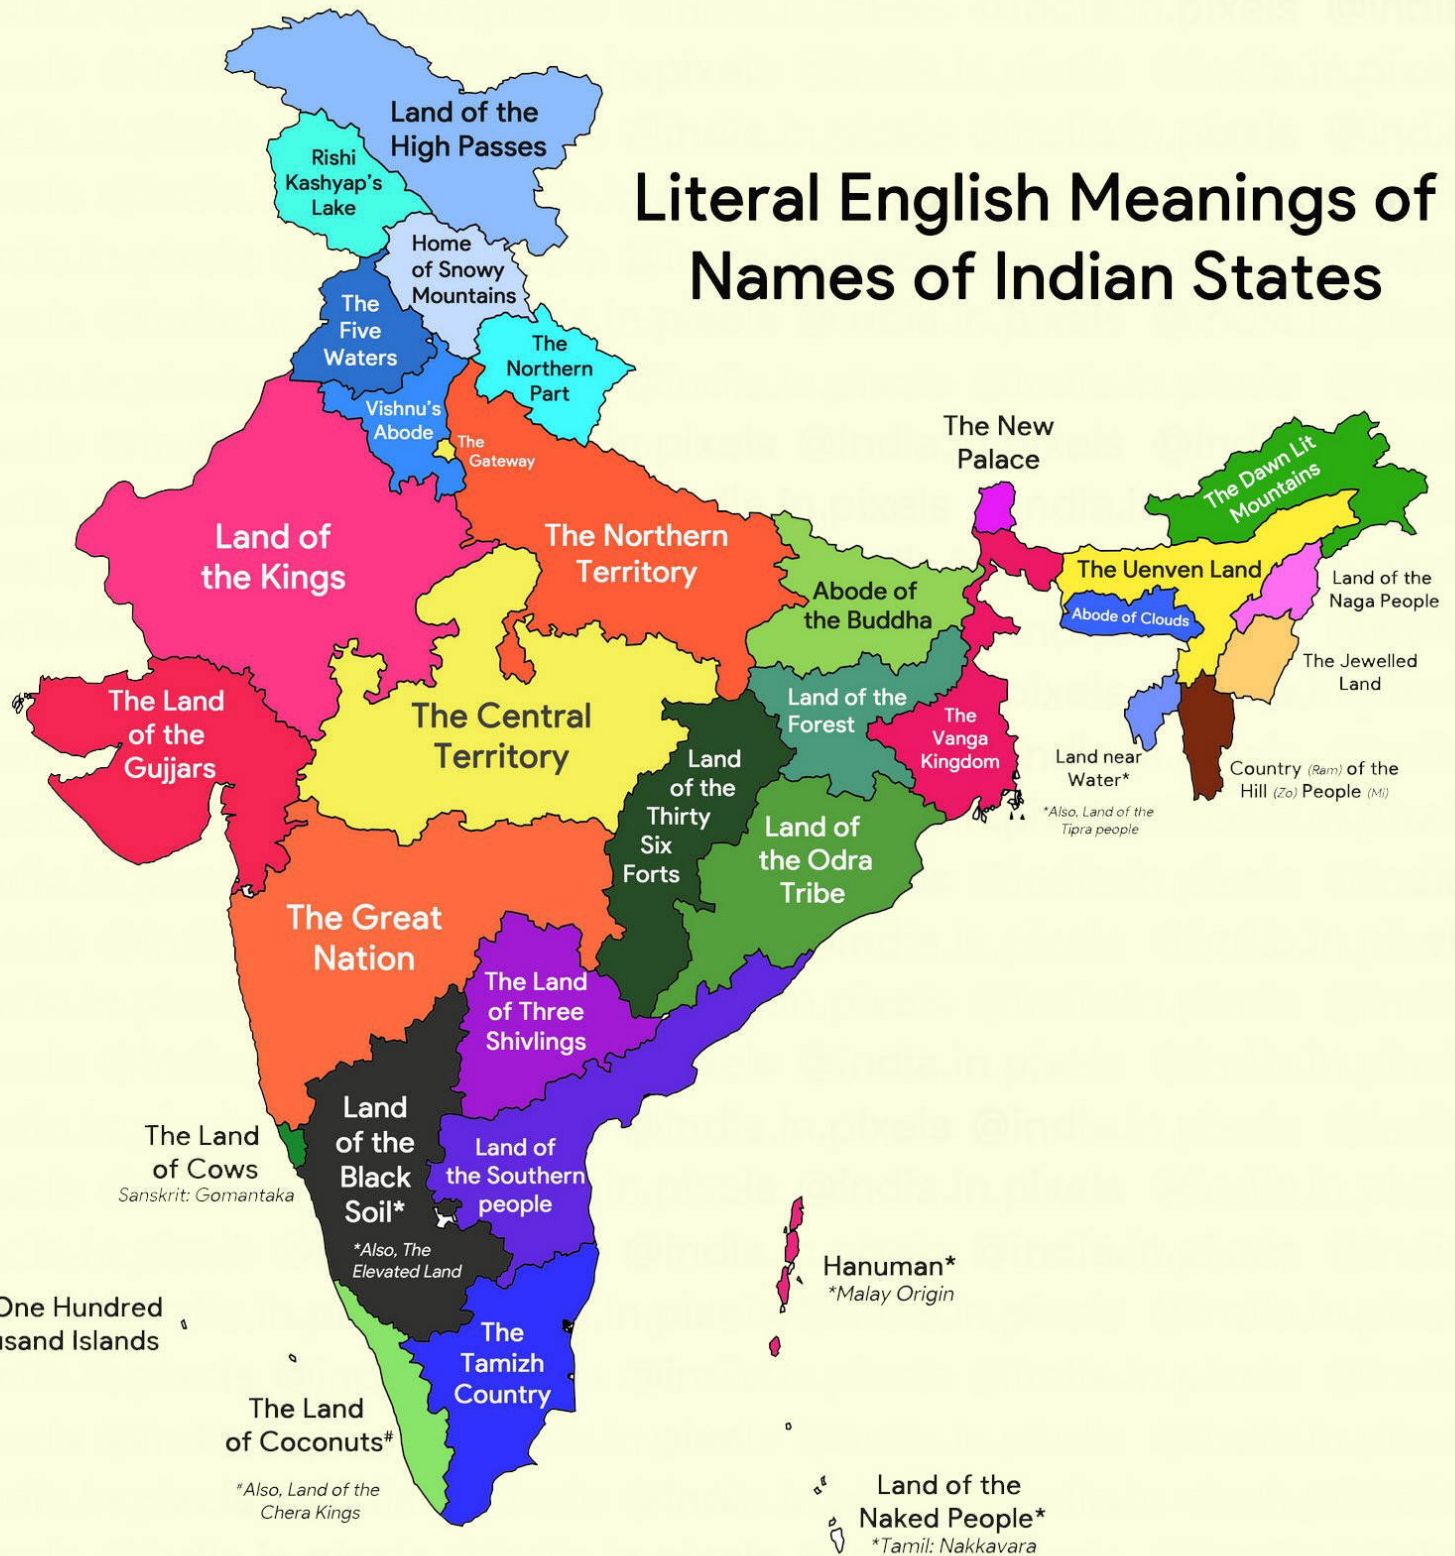 Literal English Meanings of
Names of Indian States
Land of the
High Passes
Rishi
Kashyap's
Lake
Home
of Snowy
Mountains
The
Five
Waters
The
Northern
Part
Vishnu's
Abode
The
Gateway
Land of
the Kings
The Northern
Territory
The New
Palace
The Dawn Lit
Mountains
The Uenven Land
Abode of Clouds
Land of the
Naga People
The Jewelled
Land
Abode of
the Buddha
Land of the
Forest
The
Vanga
Kingdom
Land near
Water*
*Also, Land of the
Tipra people
Country (Ram) of the
Hill (Zo) People (Mi)
The Land
of the
Gujjars
The Central
Territory
Land
of the
Thirty
Six
Forts
Land of
the Odra
Tribe
The Great
Nation
The Land
of Three
Shivlings
The Land
of Cows
Sanskrit: Gomantaka
Land
of the
Black
Soil*
*Also, The
Elevated Land
Land of
the Southern
people
Hanuman*
*Malay Origin
One Hundred
Islands
The
Tamizh
Country
The Land
of Coconuts#
#Also, Land of the
Chera Kings
Land of the
Naked People*
*Tamil: Nakkavara